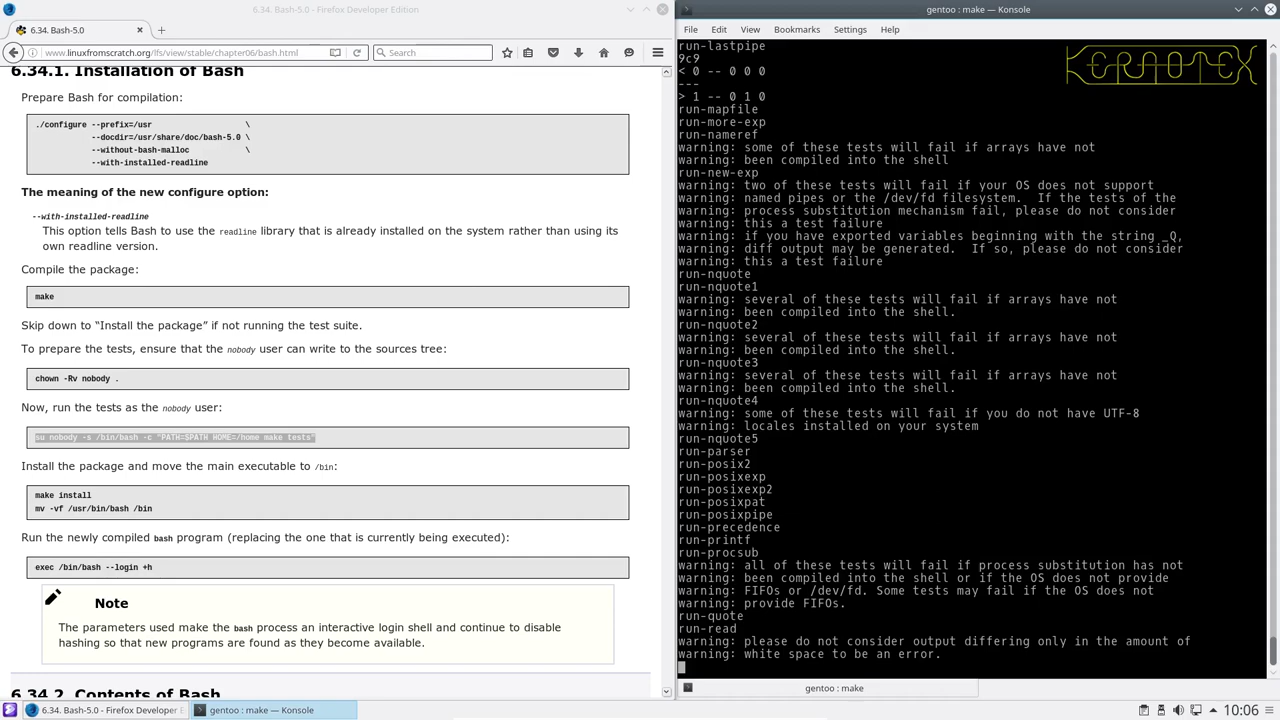 6.34. Bash-5.0 - Firefox Developer Edition
6.34. Bash-5.0
www.linuxfromscratch.org/lfs/view/stable/chapter06/bash.html
Search
6.34.1. Installation of Bash
Prepare Bash for compilation:
./configure --prefix=/usr \
--docdir=/usr/share/doc/bash-5.0 \
--without-bash-malloc \
--with-installed-readline
The meaning of the new configure option:
--with-installed-readline
This option tells Bash to use the readline library that is already installed on the system rather than using its
own readline version.
Compile the package:
make
Skip down to “Install the package” if not running the test suite.
To prepare the tests, ensure that the nobody user can write to the sources tree:
chown -Rv nobody .
Now, run the tests as the nobody user:
su nobody -s /bin/bash -c "PATH=$PATH HOME=/home make tests"
Install the package and move the main executable to /bin:
make install
mv -vf /usr/bin/bash /bin
Run the newly compiled bash program (replacing the one that is currently being executed):
exec /bin/bash --login +h
Note
The parameters used make the bash process an interactive login shell and continue to disable
hashing so that new programs are found as they become available.
6.34.2. Contents of Bash
gentoo : make — Konsole
File Edit View Bookmarks Settings Help
KERAOTEX
run-lastpipe
9c9
< 0 -- 0 0 0
---
> 1 -- 0 1 0
run-mapfile
run-more-exp
run-nameref
warning: some of these tests will fail if arrays have not
warning: been compiled into the shell
run-new-exp
warning: two of these tests will fail if your OS does not support
warning: named pipes or the /dev/fd filesystem.  If the tests of the
warning: process substitution mechanism fail, please do not consider
warning: this a test failure
warning: if you have exported variables beginning with the string _Q,
warning: diff output may be generated.  If so, please do not consider
warning: this a test failure
run-nquote
run-nquote1
warning: several of these tests will fail if arrays have not
warning: been compiled into the shell.
run-nquote2
warning: several of these tests will fail if arrays have not
warning: been compiled into the shell.
run-nquote3
warning: several of these tests will fail if arrays have not
warning: been compiled into the shell.
run-nquote4
warning: some of these tests will fail if you do not have UTF-8
warning: locales installed on your system
run-nquote5
run-parser
run-posix2
run-posixexp
run-posixexp2
run-posixpat
run-posixpipe
run-precedence
run-printf
run-procsub
warning: all of these tests will fail if process substitution has not
warning: been compiled into the shell or if the OS does not provide
warning: FIFOs or /dev/fd. Some tests may fail if the OS does not
warning: provide FIFOs.
run-quote
run-read
warning: please do not consider output differing only in the amount of
warning: white space to be an error.
gentoo : make
6.34. Bash-5.0 - Firefox Developer E
gentoo : make — Konsole
10:06